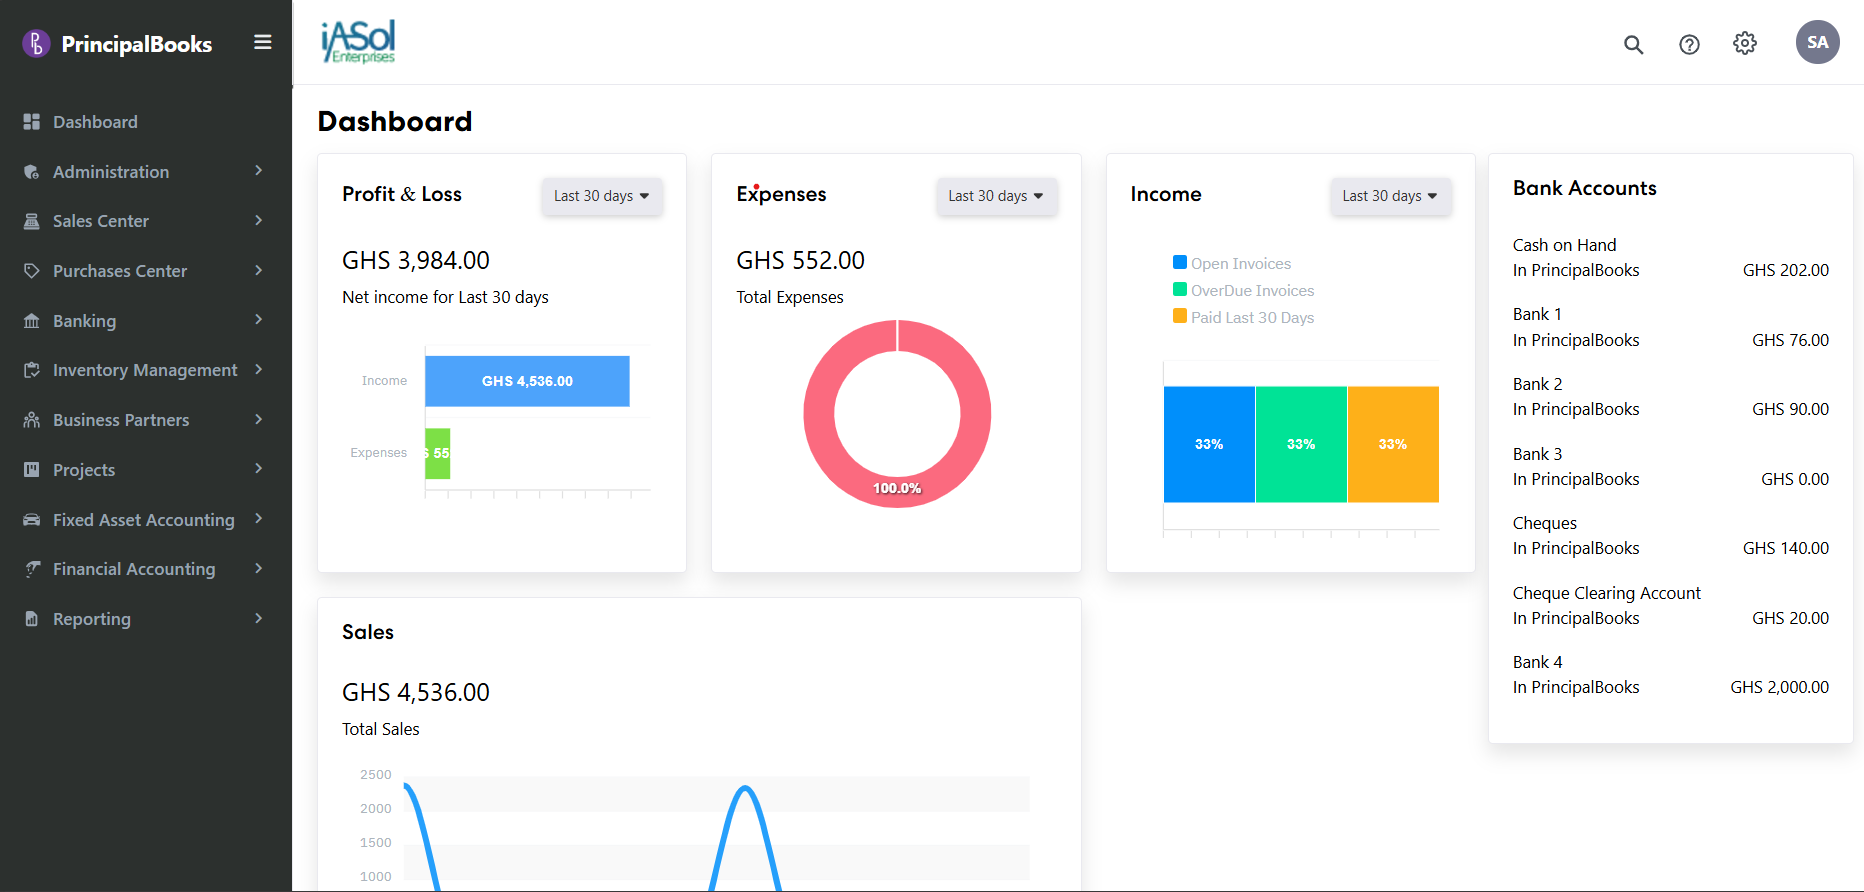 PrincipalBooks
iASol
Enterprises
SA
Dashboard
Administration
Sales Center
Purchases Center
Banking
Inventory Management
Business Partners
Projects
Fixed Asset Accounting
Financial Accounting
Reporting
Dashboard
Profit & Loss
Last 30 days
GHS 3,984.00
Net income for Last 30 days
Income
GHS 4,536.00
Expenses
S 55
Expenses
Last 30 days
GHS 552.00
Total Expenses
100.0%
Income
Last 30 days
Open Invoices
OverDue Invoices
Paid Last 30 Days
33%
33%
33%
Bank Accounts
Cash on Hand
In PrincipalBooks GHS 202.00
Bank 1
In PrincipalBooks GHS 76.00
Bank 2
In PrincipalBooks GHS 90.00
Bank 3
In PrincipalBooks GHS 0.00
Cheques
In PrincipalBooks GHS 140.00
Cheque Clearing Account
In PrincipalBooks GHS 20.00
Bank 4
In PrincipalBooks GHS 2,000.00
Sales
GHS 4,536.00
Total Sales
2500
2000
1500
1000